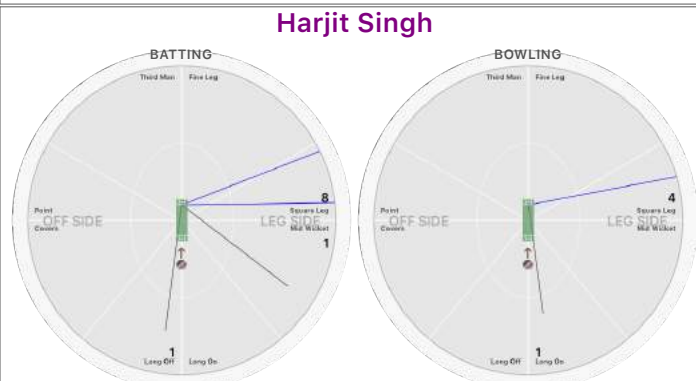 Harjit Singh
BATTING
Third Man
Fine Leg
8
Point
OFF SIDE
Covers
Square Leg
LEG SIDE
Mid Wicket
1
1
Long Off
Long On
BOWLING
Third Man
Fine Leg
4
Point
OFF SIDE
Covers
Square Leg
LEG SIDE
Mid Wicket
1
Long Off
Long On